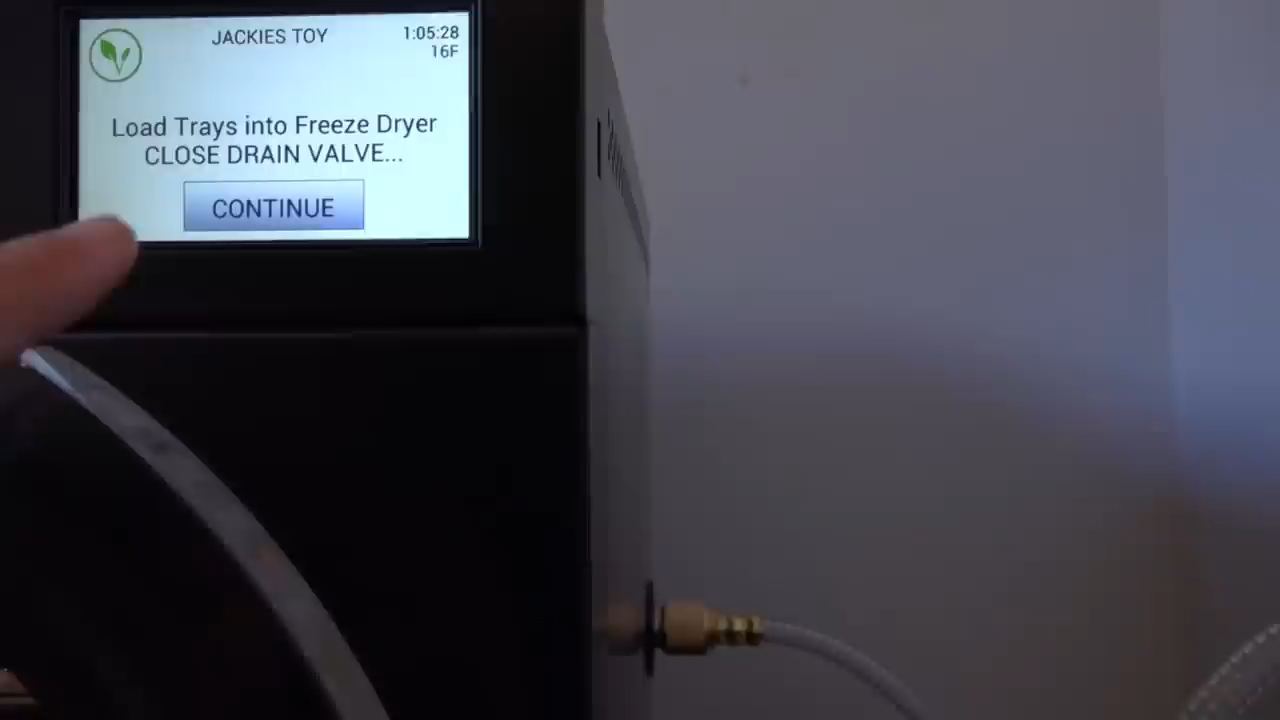 JACKIES TOY
1:05:28
16F
Load Trays into Freeze Dryer
CLOSE DRAIN VALVE...
CONTINUE